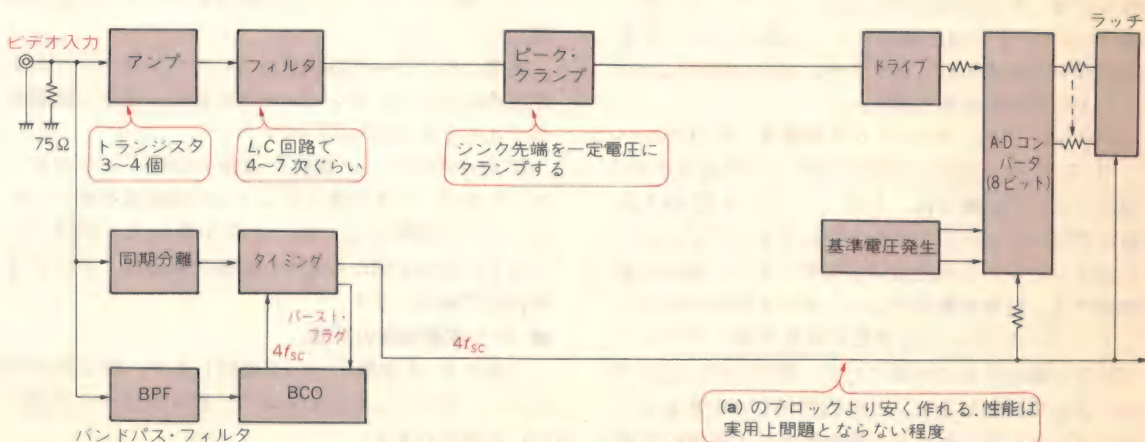 ラッチ
ビデオ入力
アンプ
フィルタ
ピーク・
クランプ
ドライブ
75Ω
トランジスタ
3〜4個
L,C回路で
4〜7次ぐらい
シンク先端を一定電圧に
クランプする
A-Dコン
バータ
(8ビット)
基準電圧発生
同期分離
タイミング
バースト・
フラグ
4fsc
4fsc
BPF
BCO
バンドパス・フィルタ
(a)のブロックより安く作れる.性能は
実用上問題とならない程度